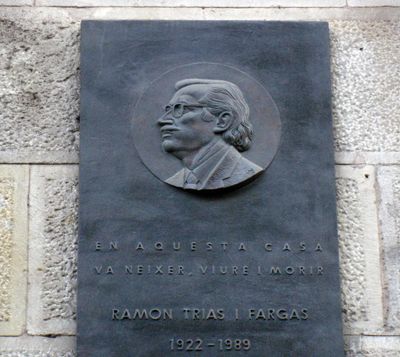 EN AQUESTA CASA
VA NEIXER, VIURE I MORIR
RAMON TRIAS I FARGAS
1922 - 1989